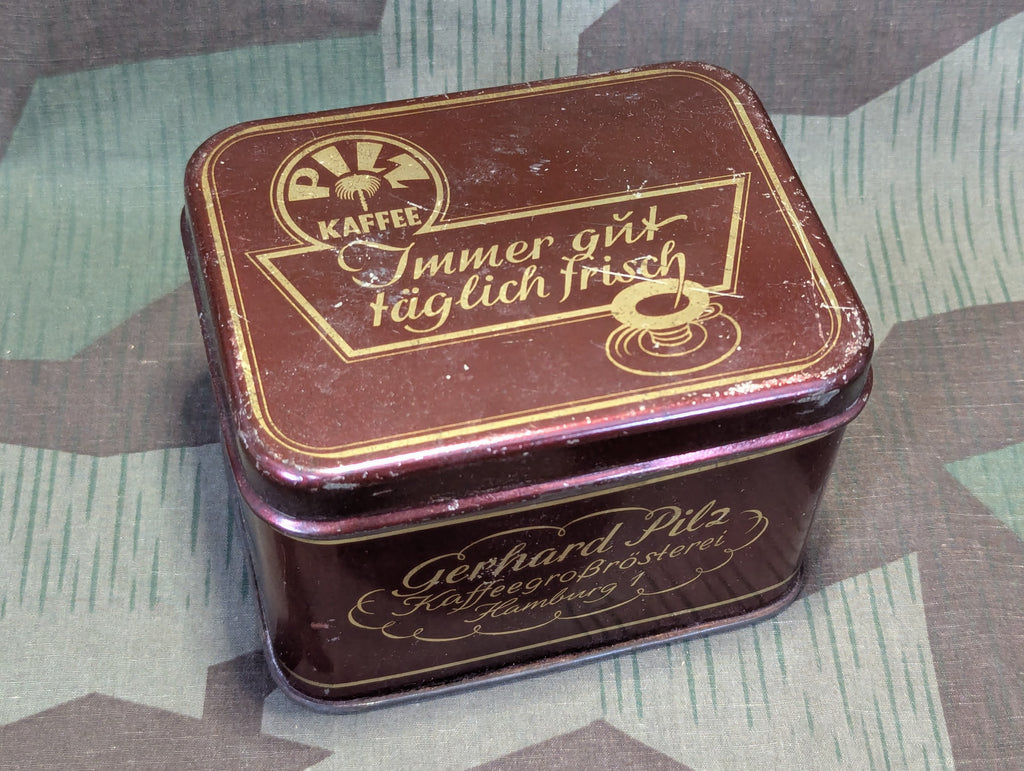 PILZ
KAFFEE
Immer gut
täglich frisch
Gerhard Pilz
Kaffeegroßrösterei
Hamburg 1